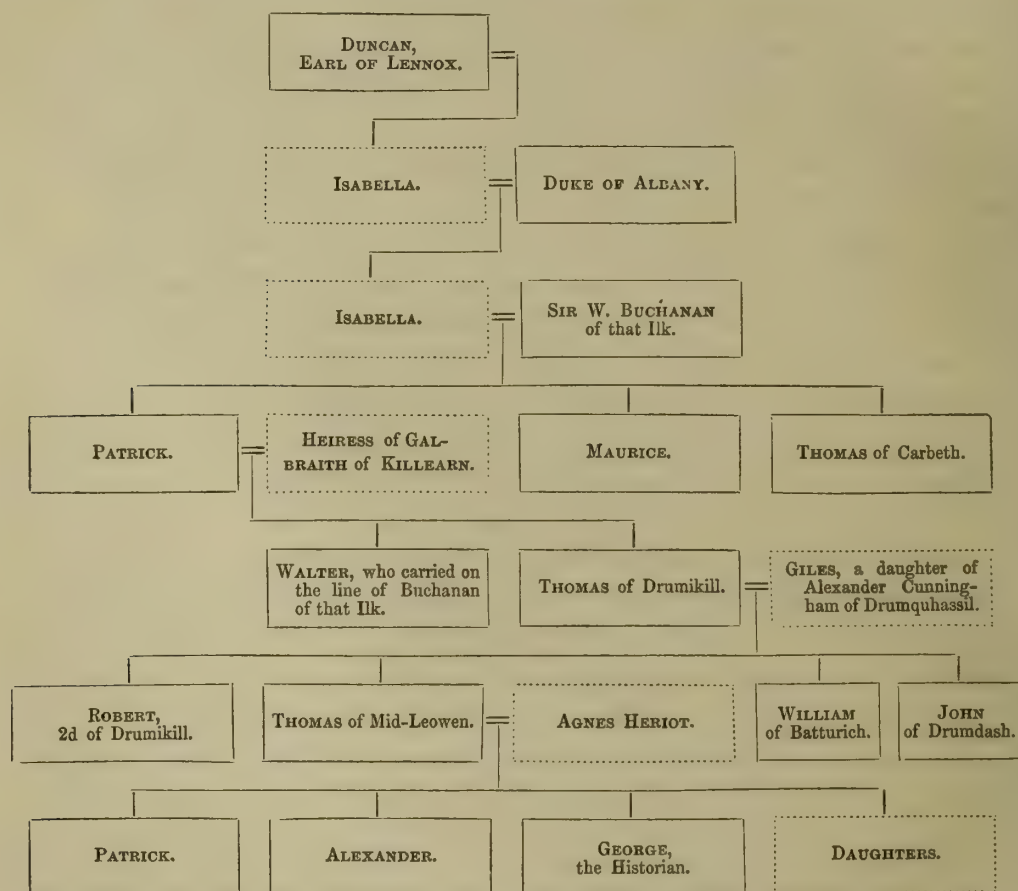 DUNCAN,
EARL OF LENNOX.
ISABELLA.
DUKE OF ALBANY.
ISABELLA.
SIR W. BUCHANAN
of that Ilk.
PATRICK.
HEIRESS of GAL-
BRAITH of KILLEARN.
MAURICE.
THOMAS of Carbeth.
WALTER, who carried on
the line of Buchanan
of that Ilk.
THOMAS of Drumikill.
GILES, a daughter of
Alexander Cunning-
ham of Drumquhassil.
ROBERT,
2d of Drumikill.
THOMAS of Mid-Leowen.
AGNES HERIOT.
WILLIAM
of Batturich.
JOHN
of Drumdash.
PATRICK.
ALEXANDER.
GEORGE,
the Historian.
DAUGHTERS.